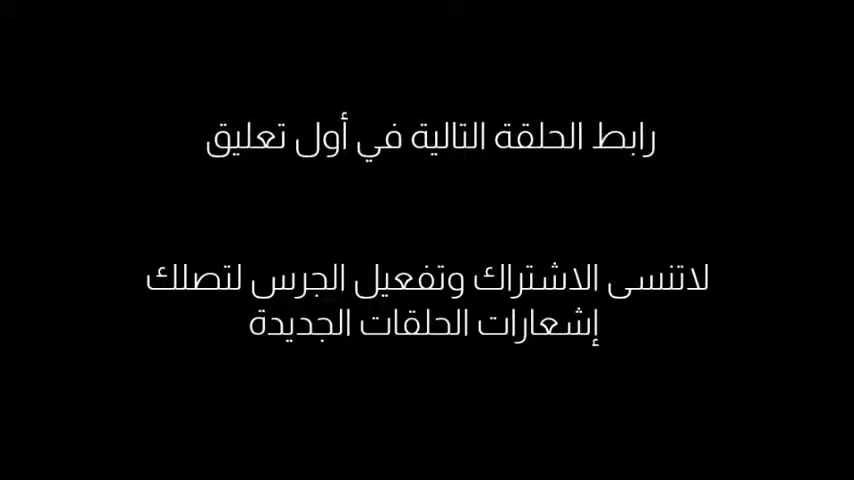 رابط الحلقة التالية في أول تعليق
لاتنسى الاشتراك وتفعيل الجرس لتصلك
إشعارات الحلقات الجديدة